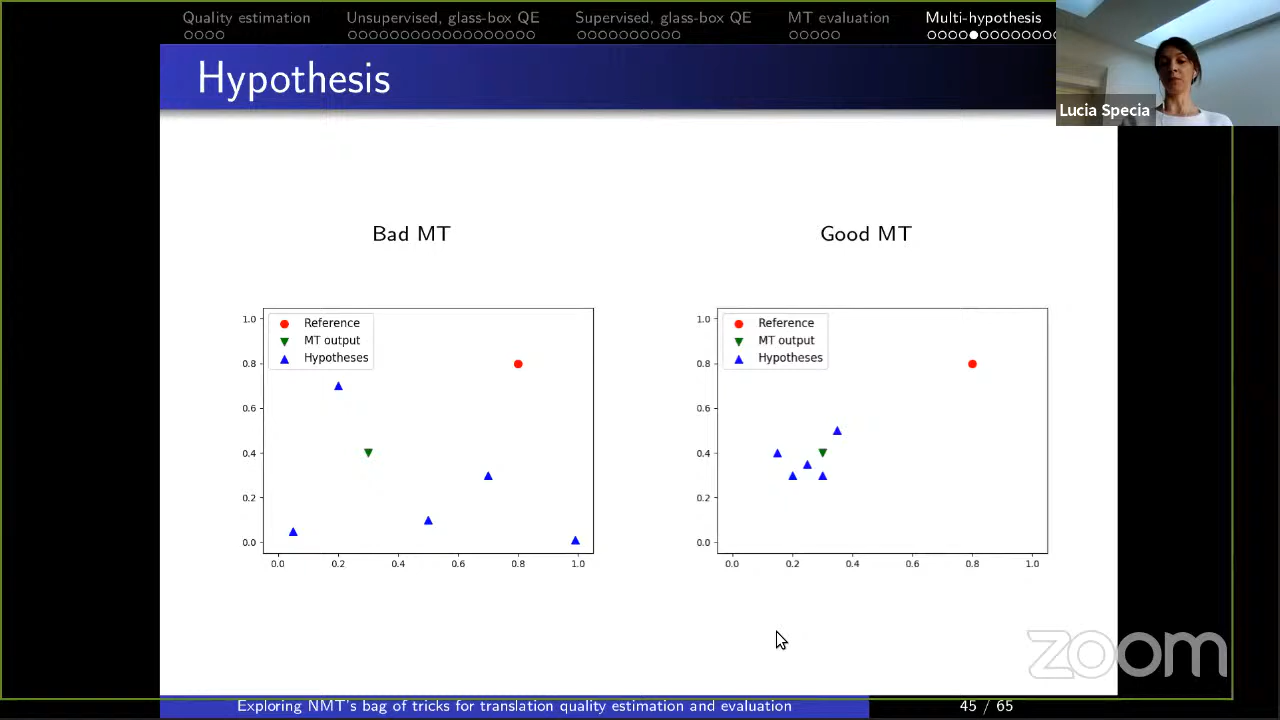 Quality estimation
Unsupervised, glass-box QE
Supervised, glass-box QE
MT evaluation
Multi-hypothesis
Hypothesis
Lucia Specia
Bad MT
Good MT
1.0
0.8
0.6
0.4
0.2
0.0
0.0 0.2 0.4 0.6 0.8 1.0
Reference
MT output
Hypotheses
1.0
0.8
0.6
0.4
0.2
0.0
0.0 0.2 0.4 0.6 0.8 1.0
Reference
MT output
Hypotheses
zoom
Exploring NMT's bag of tricks for translation quality estimation and evaluation
45 / 65